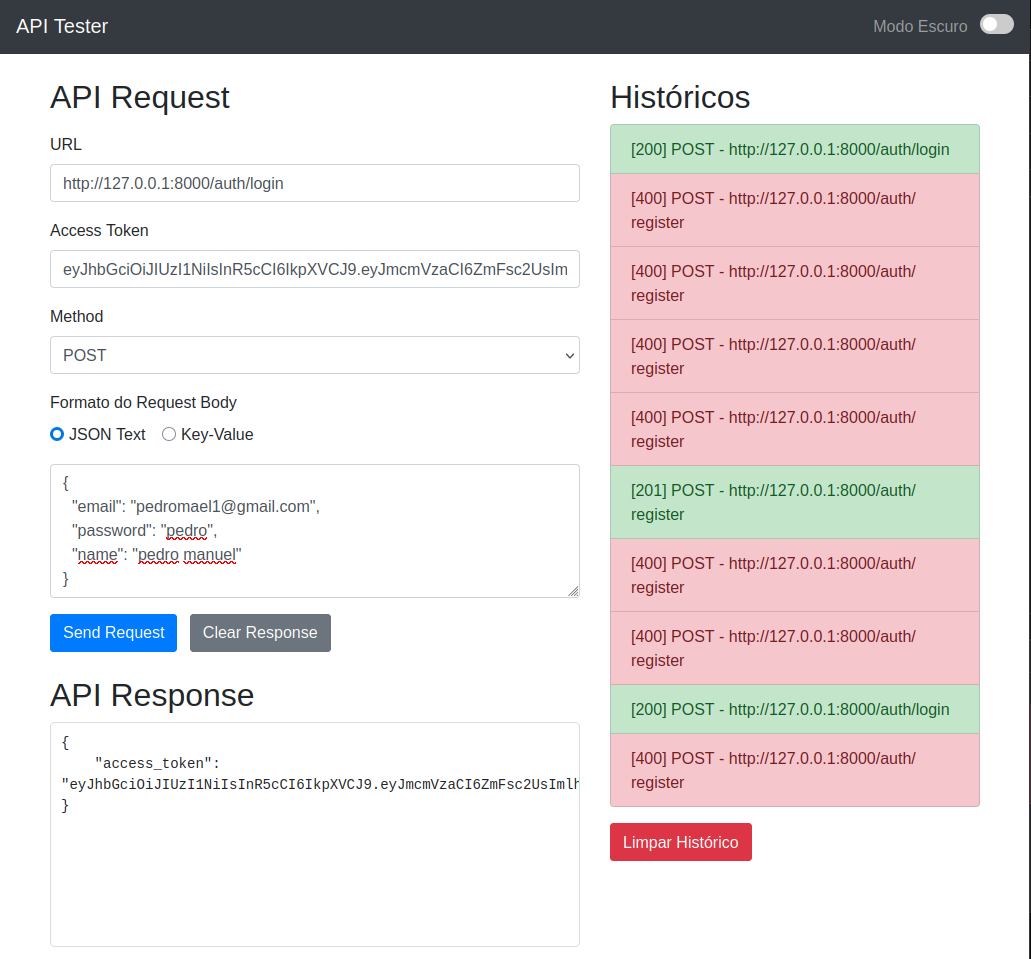 API Tester
Modo Escuro
API Request
URL
http://127.0.0.1:8000/auth/login
Access Token
eyJhbGciOiJIUzI1NiIsInR5cCI6IkpXVCJ9.eyJmcmVzaCI6ZmFsc2UsIm
Method
POST
Formato do Request Body
JSON Text
Key-Value
{
"email": "pedromael1@gmail.com",
"password": "pedro",
"name": "pedro manuel"
}
Send Request
Clear Response
API Response
{
"access_token":
"eyJhbGciOiJIUzI1NiIsInR5cCI6IkpXVCJ9.eyJmcmVzaCI6ZmFsc2UsImlh
}
Históricos
[200] POST - http://127.0.0.1:8000/auth/login
[400] POST - http://127.0.0.1:8000/auth/
register
[400] POST - http://127.0.0.1:8000/auth/
register
[400] POST - http://127.0.0.1:8000/auth/
register
[400] POST - http://127.0.0.1:8000/auth/
register
[201] POST - http://127.0.0.1:8000/auth/
register
[400] POST - http://127.0.0.1:8000/auth/
register
[400] POST - http://127.0.0.1:8000/auth/
register
[200] POST - http://127.0.0.1:8000/auth/login
[400] POST - http://127.0.0.1:8000/auth/
register
Limpar Histórico